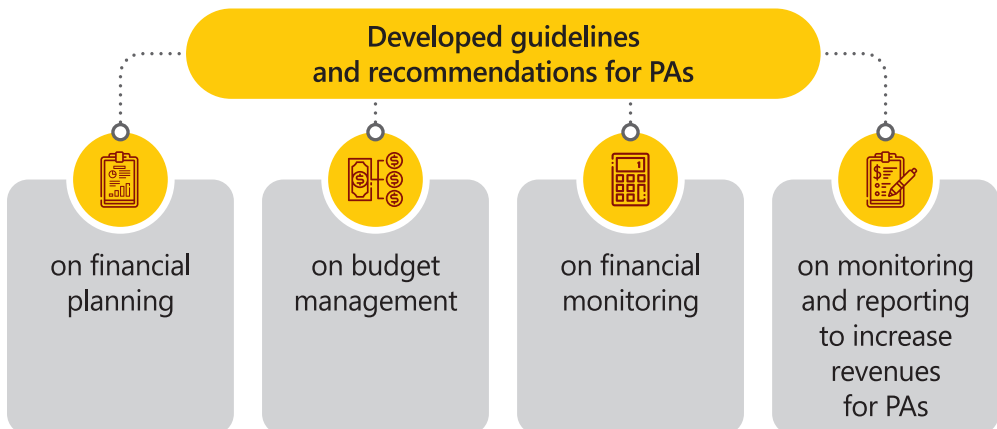 Developed guidelines
and recommendations for PAs
on financial
planning
on budget
management
1
on financial
monitoring
$
on monitoring
and reporting
to increase
revenues
for PAs